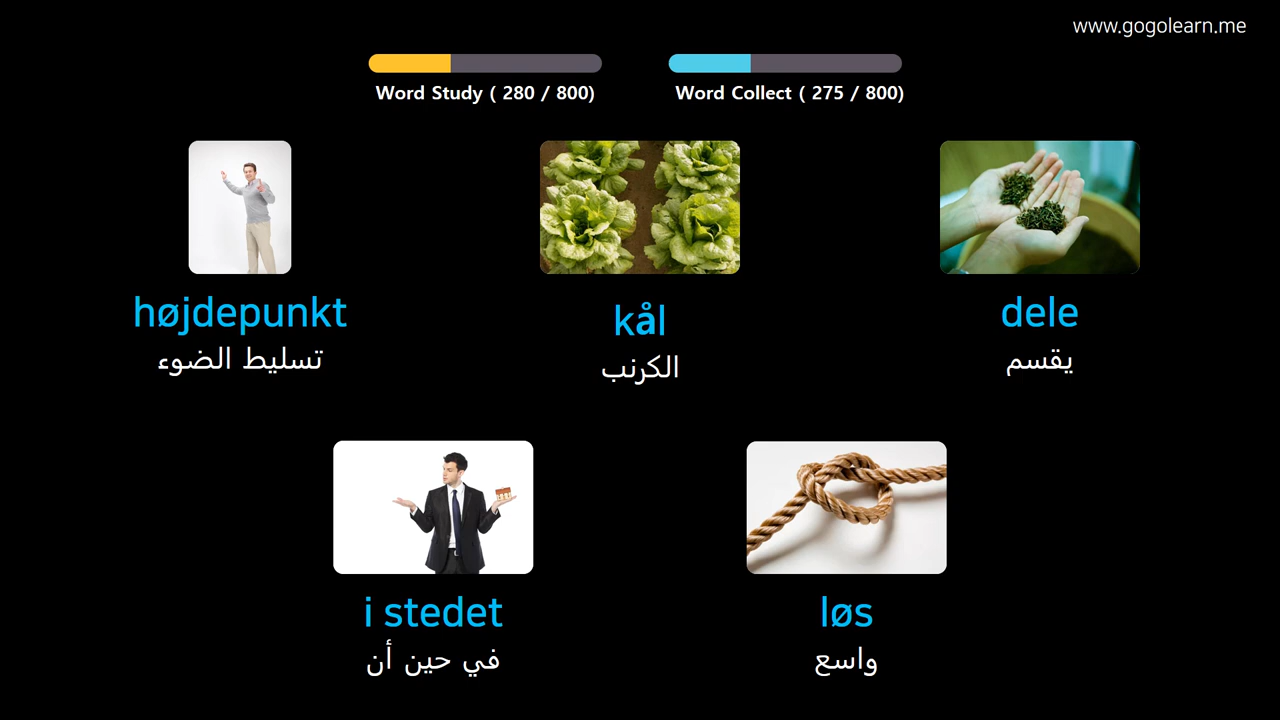 www.gogolearn.me
Word Study ( 280 / 800)
Word Collect ( 275 / 800)
højdepunkt
تسليط الضوء
kål
الكرنب
dele
يقسم
i stedet
في حين أن
løs
واسع